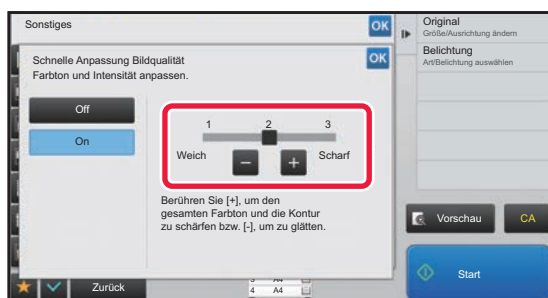 Sonstiges
OK
Schnelle Anpassung Bildqualität
Farbton und Intensität anpassen.
OK
Off
On
1 2 3
Weich
Scharf
Berühren Sie [+], um den
gesamten Farbton und die Kontur
zu schärfen bzw. [-], um zu glätten.
Zurück
A4
4 A4
Original
Größe/Ausrichtung ändern
Belichtung
Art/Belichtung auswählen
Vorschau
CA
Start